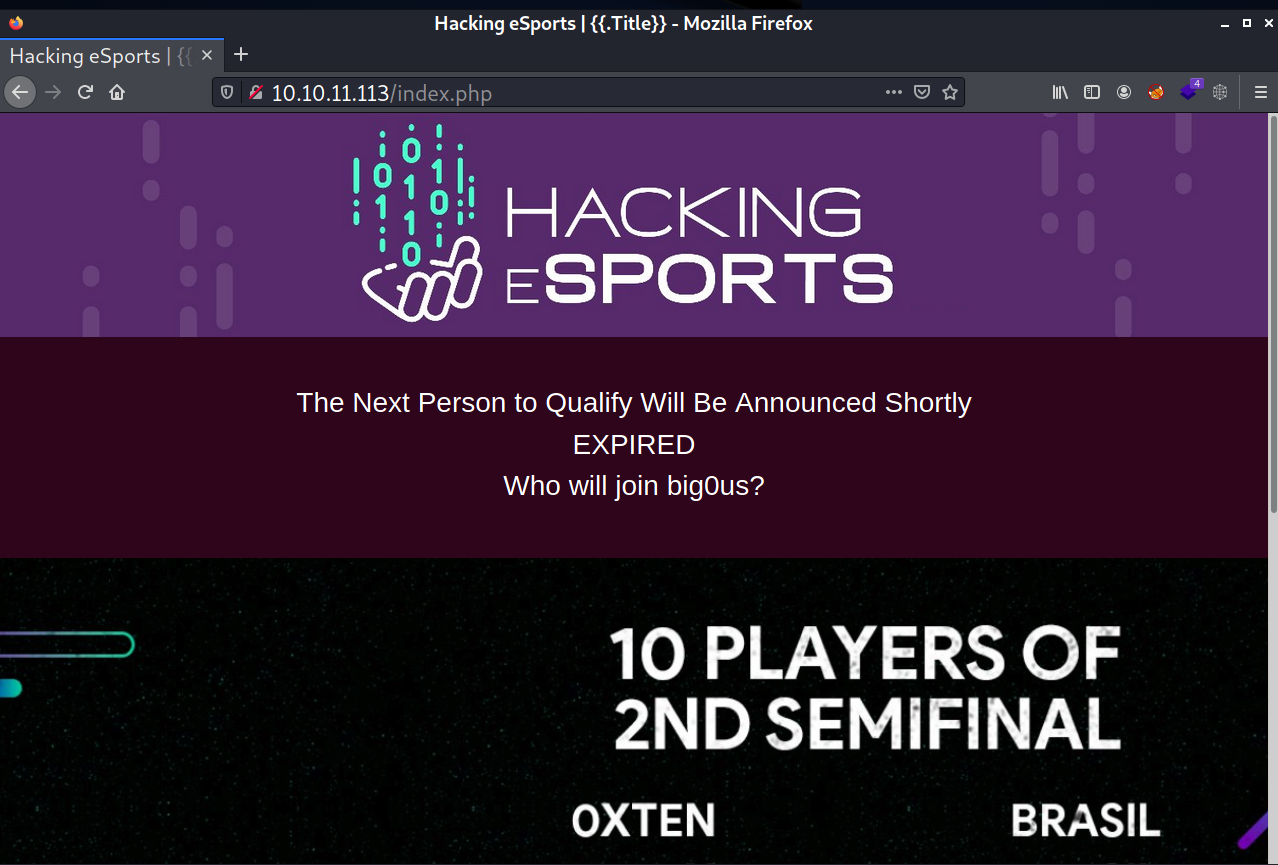 Hacking eSports | {{.Title}} - Mozilla Firefox
Hacking eSports | {{
10.10.11.113/index.php
4
HACKING
eSPORTS
The Next Person to Qualify Will Be Announced Shortly
EXPIRED
Who will join big0us?
10 PLAYERS OF
2ND SEMIFINAL
0XTEN BRASIL